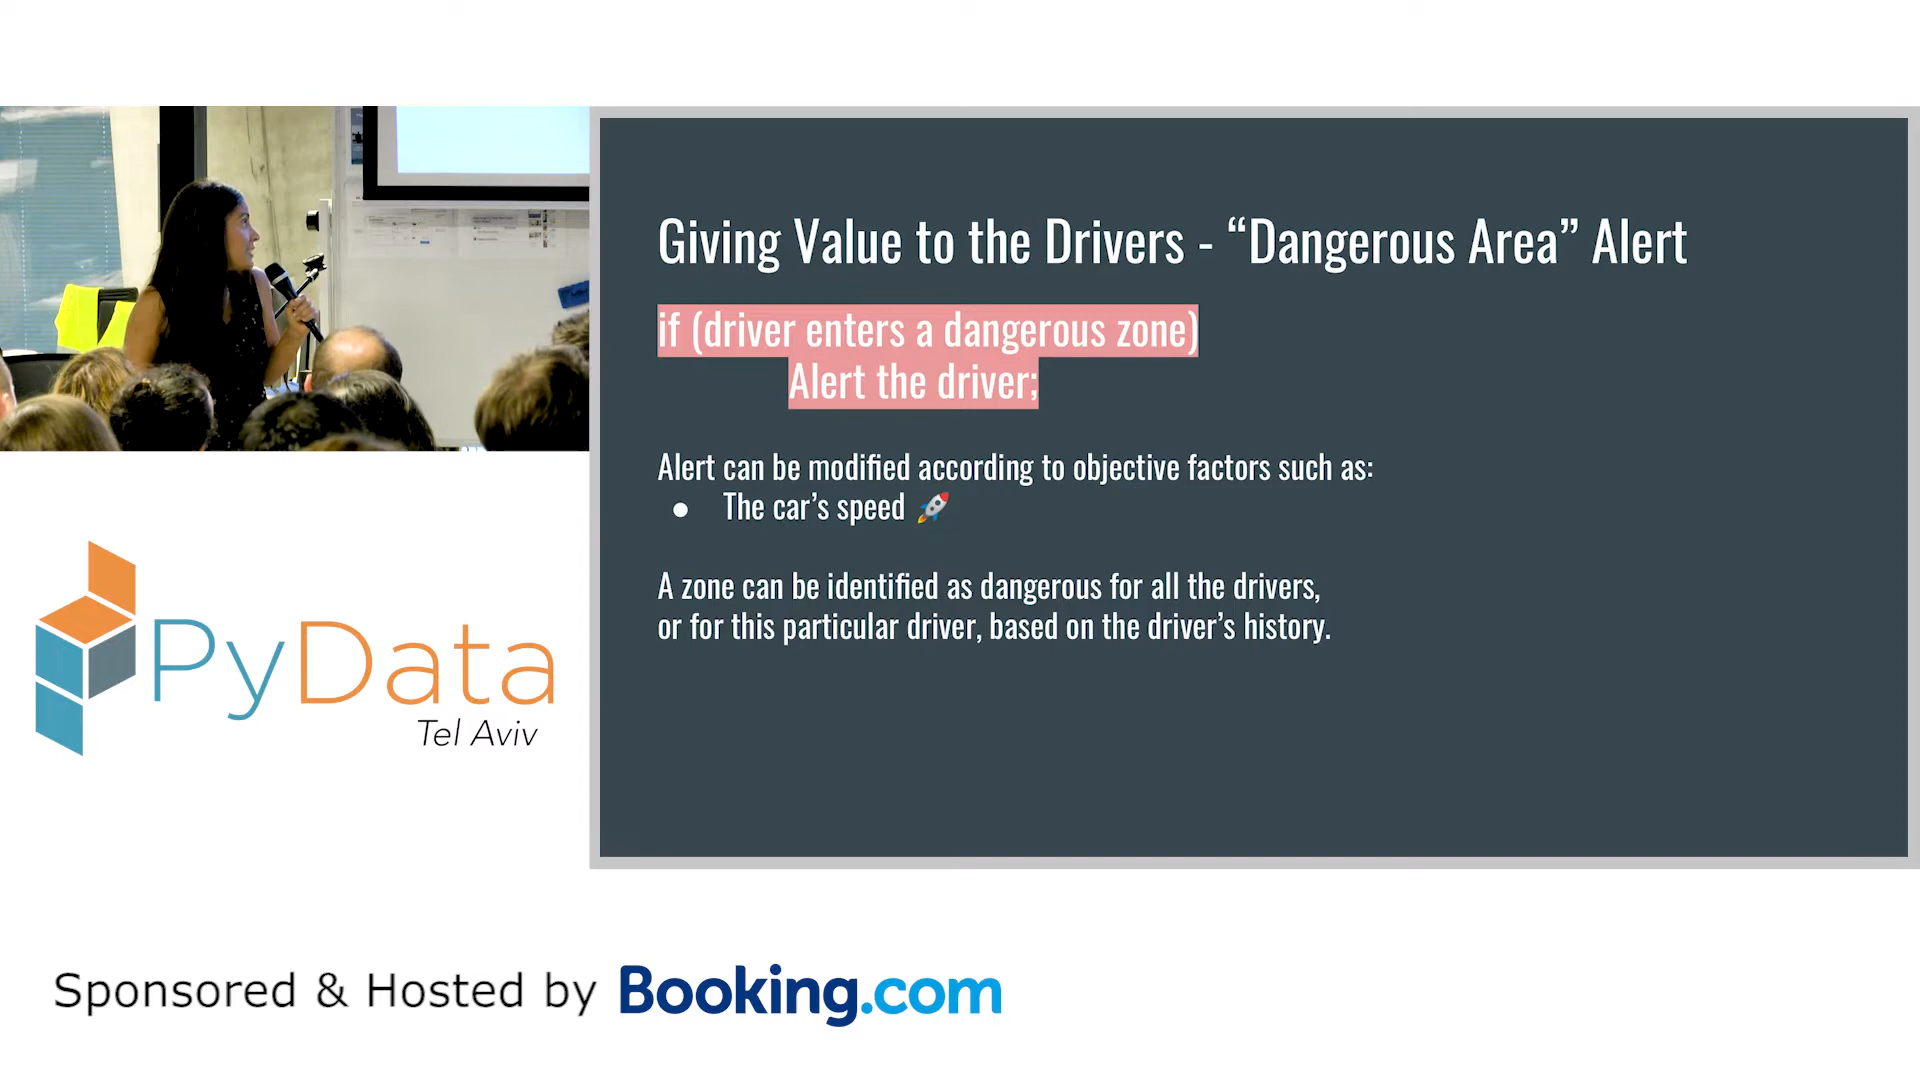 Giving Value to the Drivers - “Dangerous Area” Alert
if (driver enters a dangerous zone)
Alert the driver;
Alert can be modified according to objective factors such as:
● The car’s speed 🚀
A zone can be identified as dangerous for all the drivers,
or for this particular driver, based on the driver’s history.
PyData
Tel Aviv
Sponsored & Hosted by Booking.com